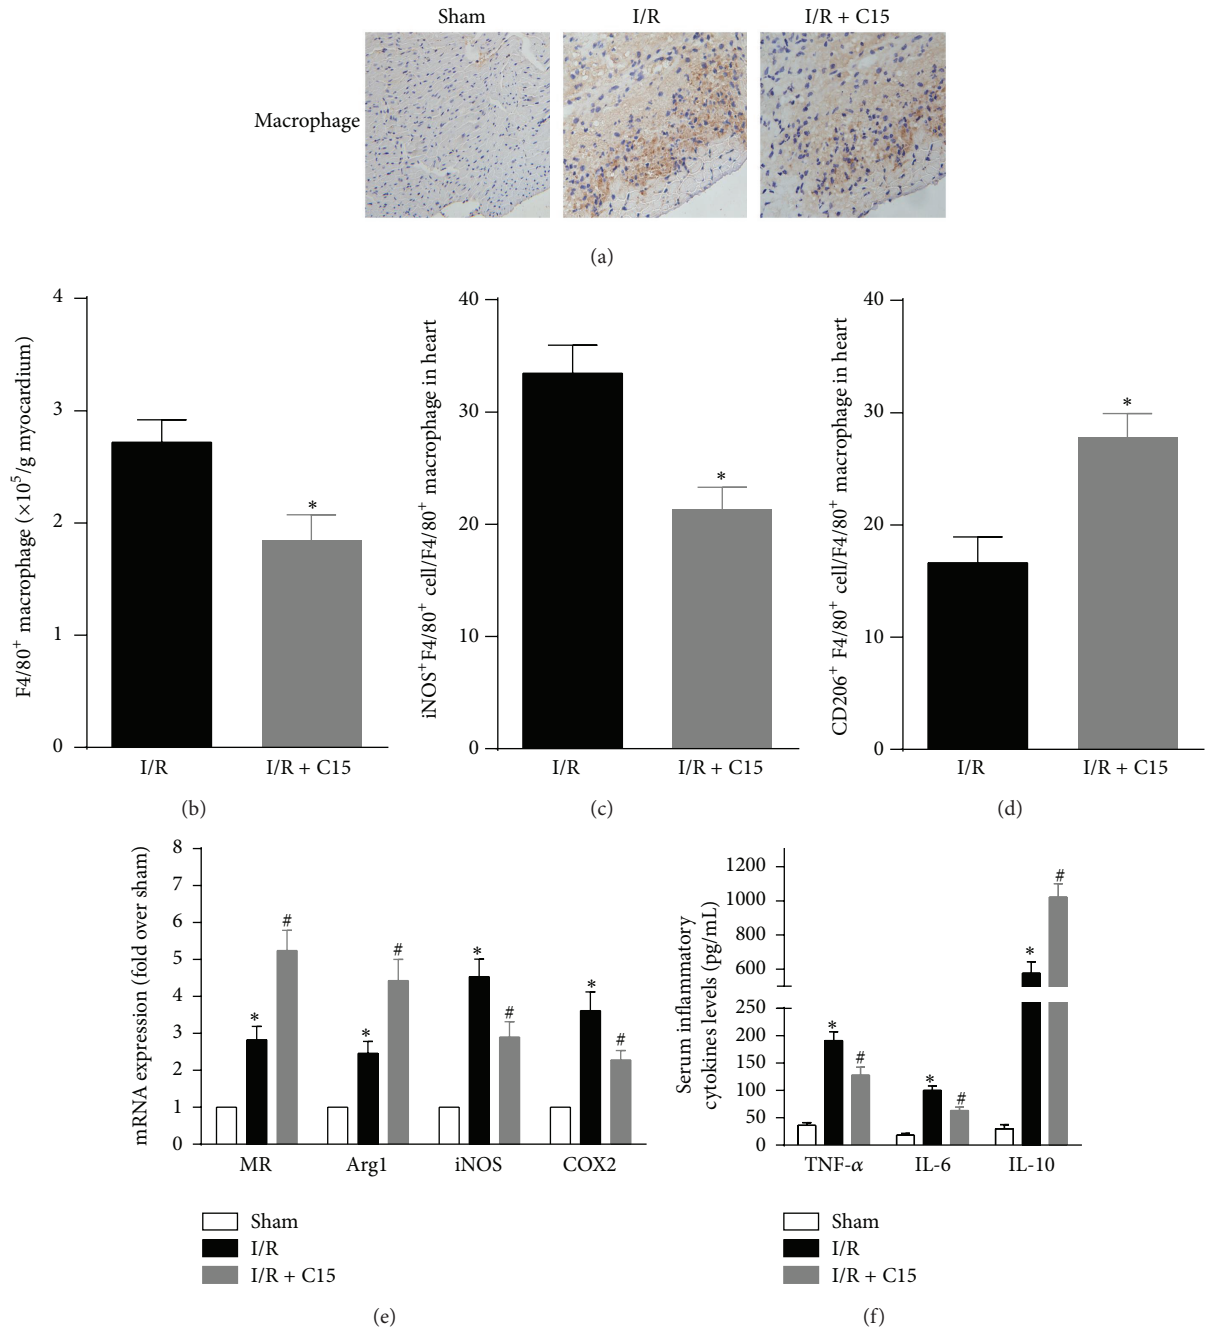 Sham
I/R
I/R + C15
Macrophage
(a)
F4/80⁺ macrophage (×10⁵/g myocardium)
4
3
2
1
0
*
I/R
I/R + C15
(b)
iNOS⁺F4/80⁺ cell/F4/80⁺ macrophage in heart
40
30
20
10
0
*
I/R
I/R + C15
(c)
CD206⁺ F4/80⁺ cell/F4/80⁺ macrophage in heart
40
30
20
10
0
*
I/R
I/R + C15
(d)
mRNA expression (fold over sham)
8
7
6
5
4
3
2
1
0
*
#
*
#
*
#
*
#
MR
Arg1
iNOS
COX2
Sham
I/R
I/R + C15
(e)
Serum inflammatory
cytokines levels (pg/mL)
1200
1000
800
600
250
200
150
100
50
0
*
#
*
#
*
#
TNF-α
IL-6
IL-10
Sham
I/R
I/R + C15
(f)